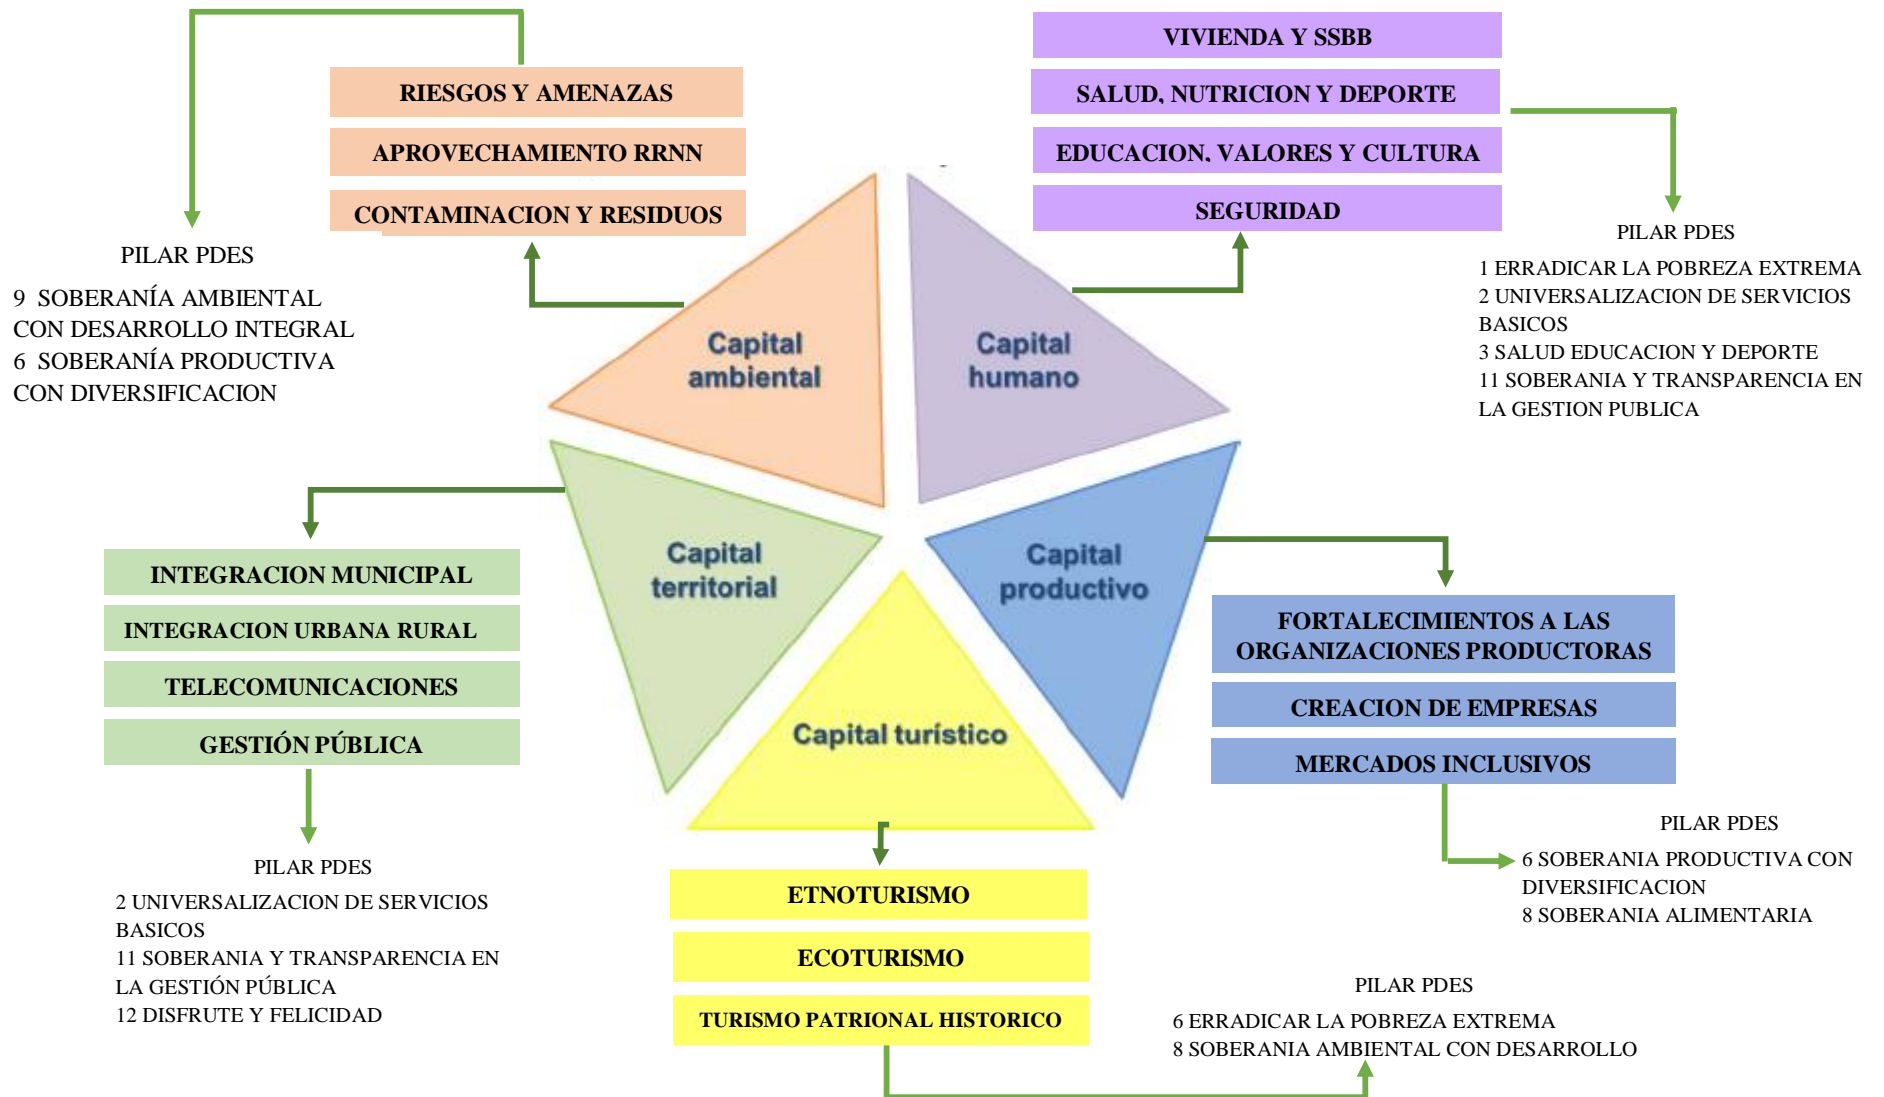 RIESGOS Y AMENAZAS
APROVECHAMIENTO RRNN
CONTAMINACION Y RESIDUOS
PILAR PDES
9 SOBERANÍA AMBIENTAL
CON DESARROLLO INTEGRAL
6 SOBERANÍA PRODUCTIVA
CON DIVERSIFICACION
VIVIENDA Y SSBB
SALUD, NUTRICION Y DEPORTE
EDUCACION, VALORES Y CULTURA
SEGURIDAD
PILAR PDES
1 ERRADICAR LA POBREZA EXTREMA
2 UNIVERSALIZACION DE SERVICIOS
BASICOS
3 SALUD EDUCACION Y DEPORTE
11 SOBERANIA Y TRANSPARENCIA EN
LA GESTION PUBLICA
Capital
ambiental
Capital
humano
Capital
territorial
Capital
productivo
Capital turístico
INTEGRACION MUNICIPAL
INTEGRACION URBANA RURAL
TELECOMUNICACIONES
GESTIÓN PÚBLICA
PILAR PDES
2 UNIVERSALIZACION DE SERVICIOS
BASICOS
11 SOBERANIA Y TRANSPARENCIA EN
LA GESTIÓN PÚBLICA
12 DISFRUTE Y FELICIDAD
FORTALECIMIENTOS A LAS
ORGANIZACIONES PRODUCTORAS
CREACION DE EMPRESAS
MERCADOS INCLUSIVOS
PILAR PDES
6 SOBERANIA PRODUCTIVA CON
DIVERSIFICACION
8 SOBERANIA ALIMENTARIA
ETNOTURISMO
ECOTURISMO
TURISMO PATRIONAL HISTORICO
PILAR PDES
6 ERRADICAR LA POBREZA EXTREMA
8 SOBERANIA AMBIENTAL CON DESARROLLO